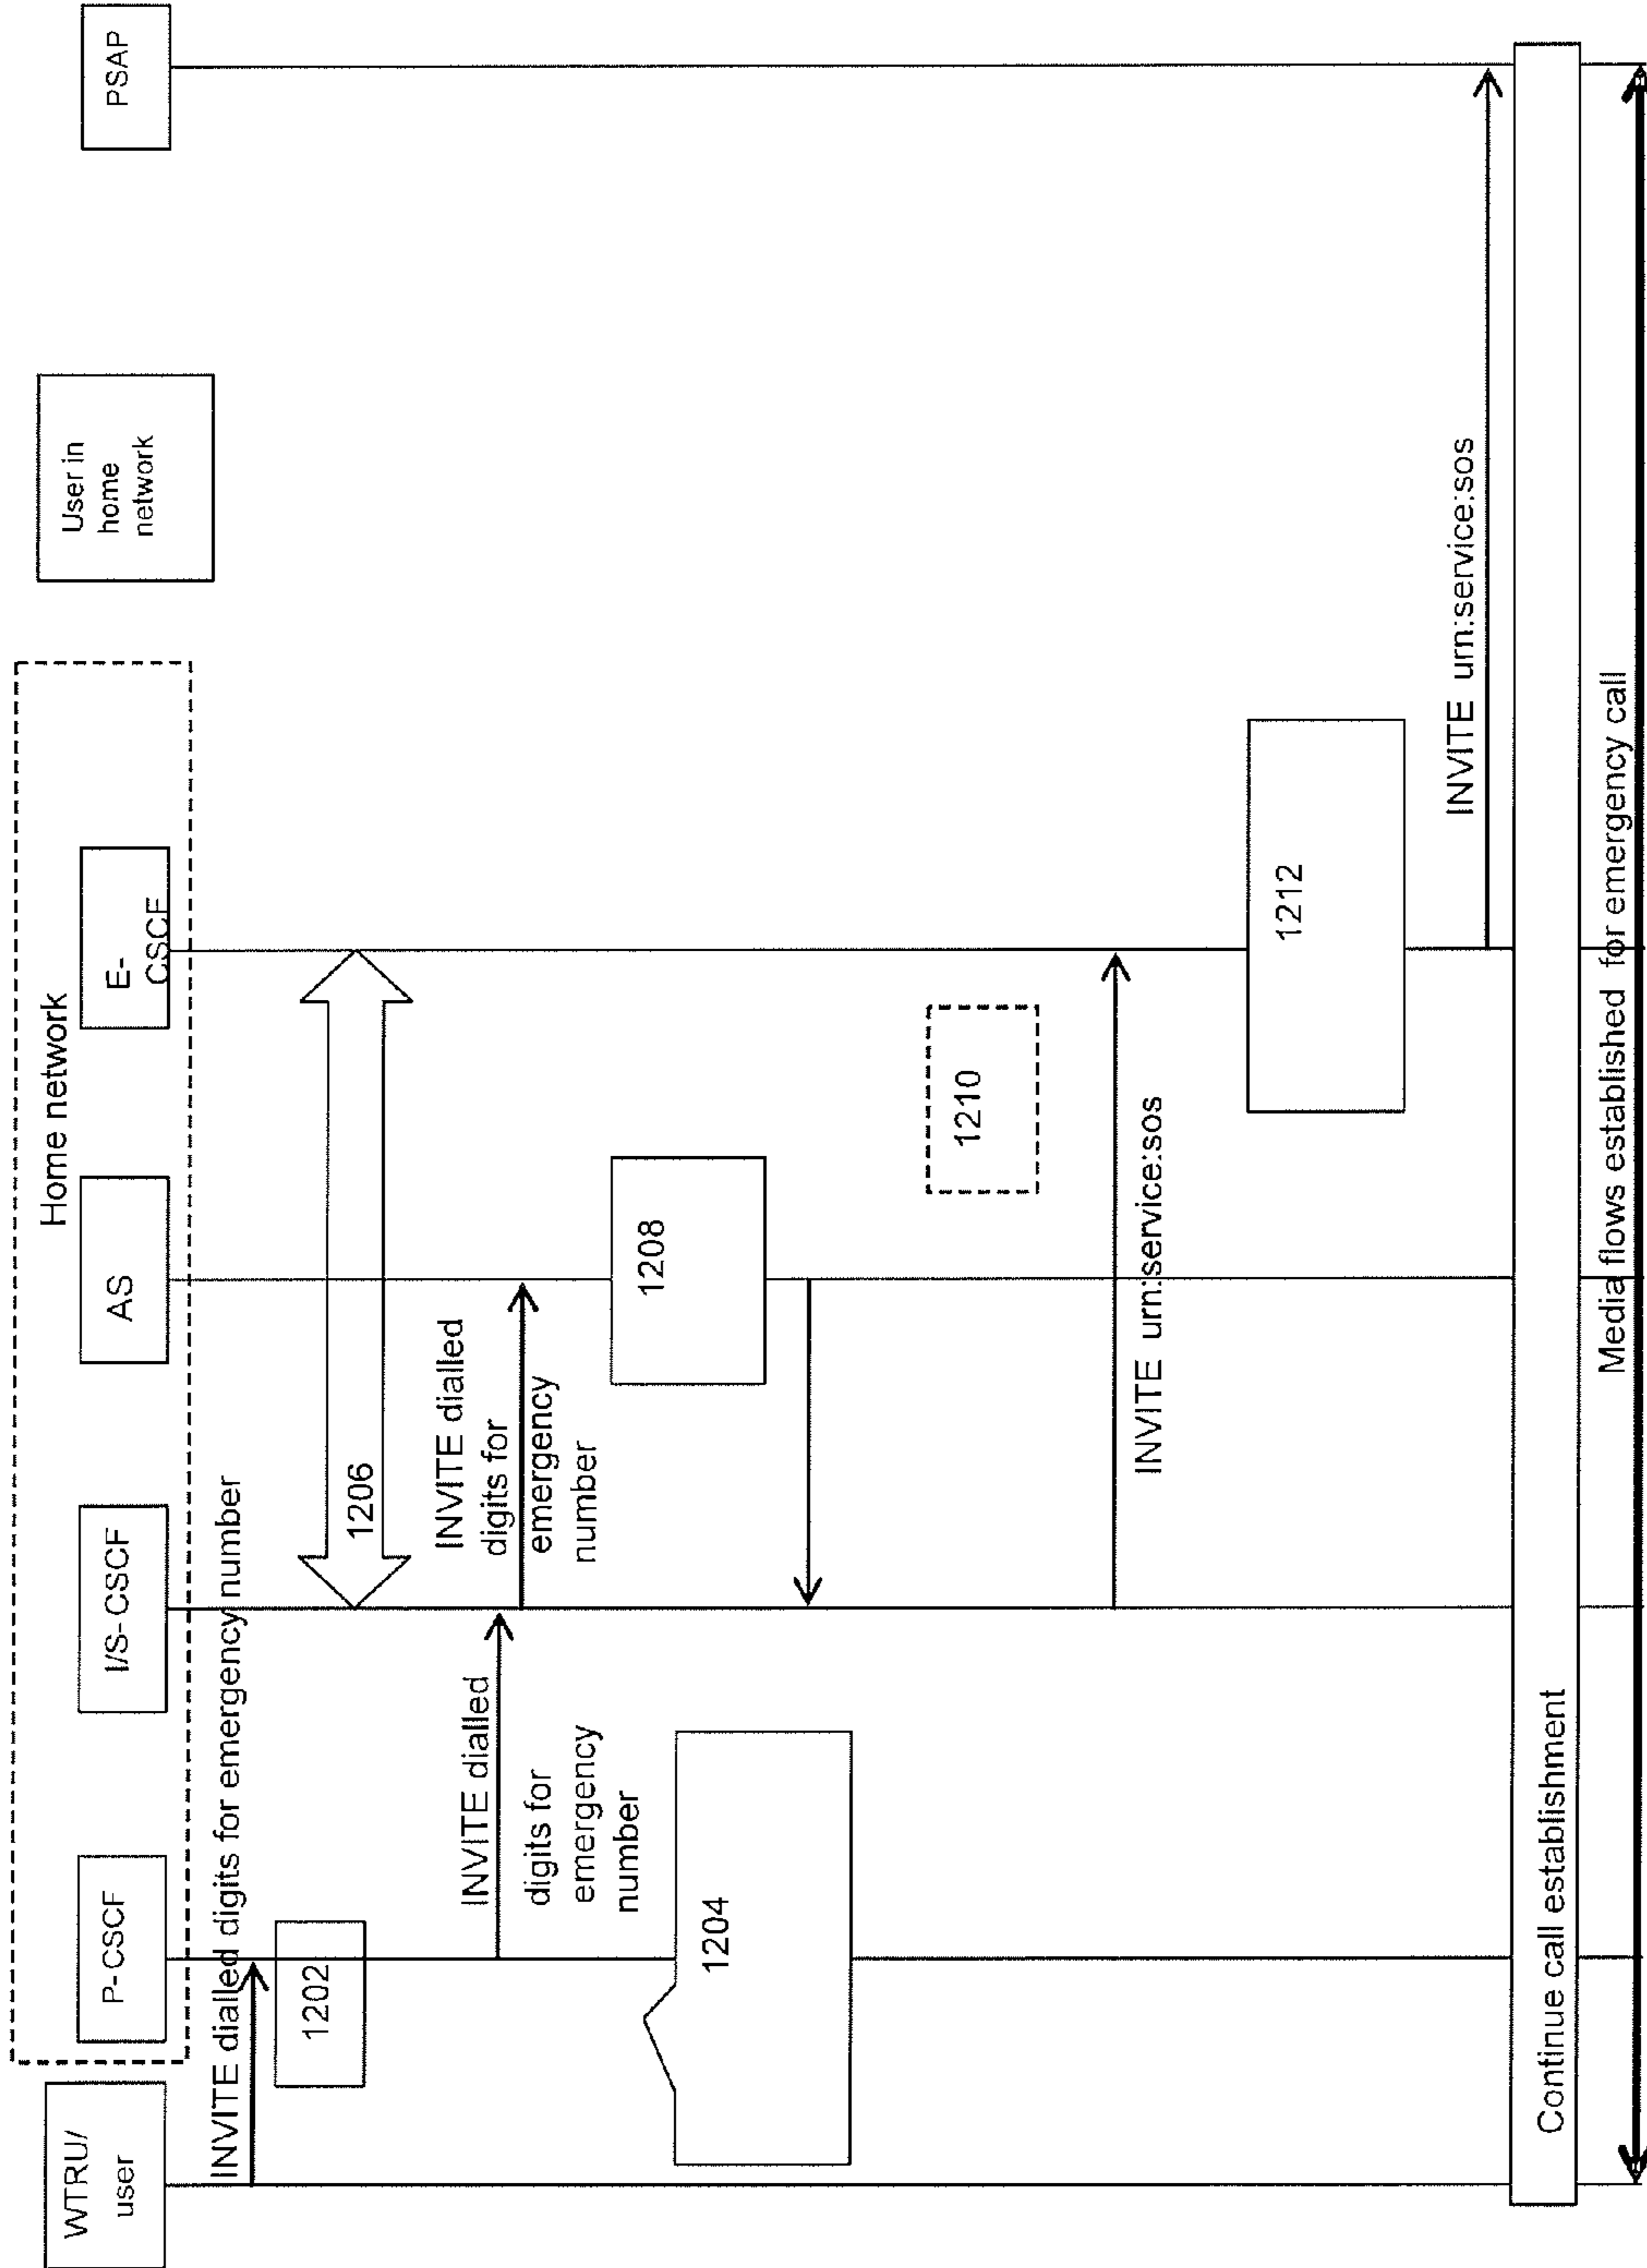 Home network
WTRU/
user
P-CSCF
I/S-CSCF
AS
E-
CSCF
User in
home
network
PSAP
INVITE dialled digits for emergency number
1202
1206
INVITE dialled
digits for
emergency
number
INVITE dialled
digits for
emergency
number
1204
1208
1210
INVITE urn:service:sos
1212
INVITE urn:service:sos
Continue call establishment
Media flows established for emergency call